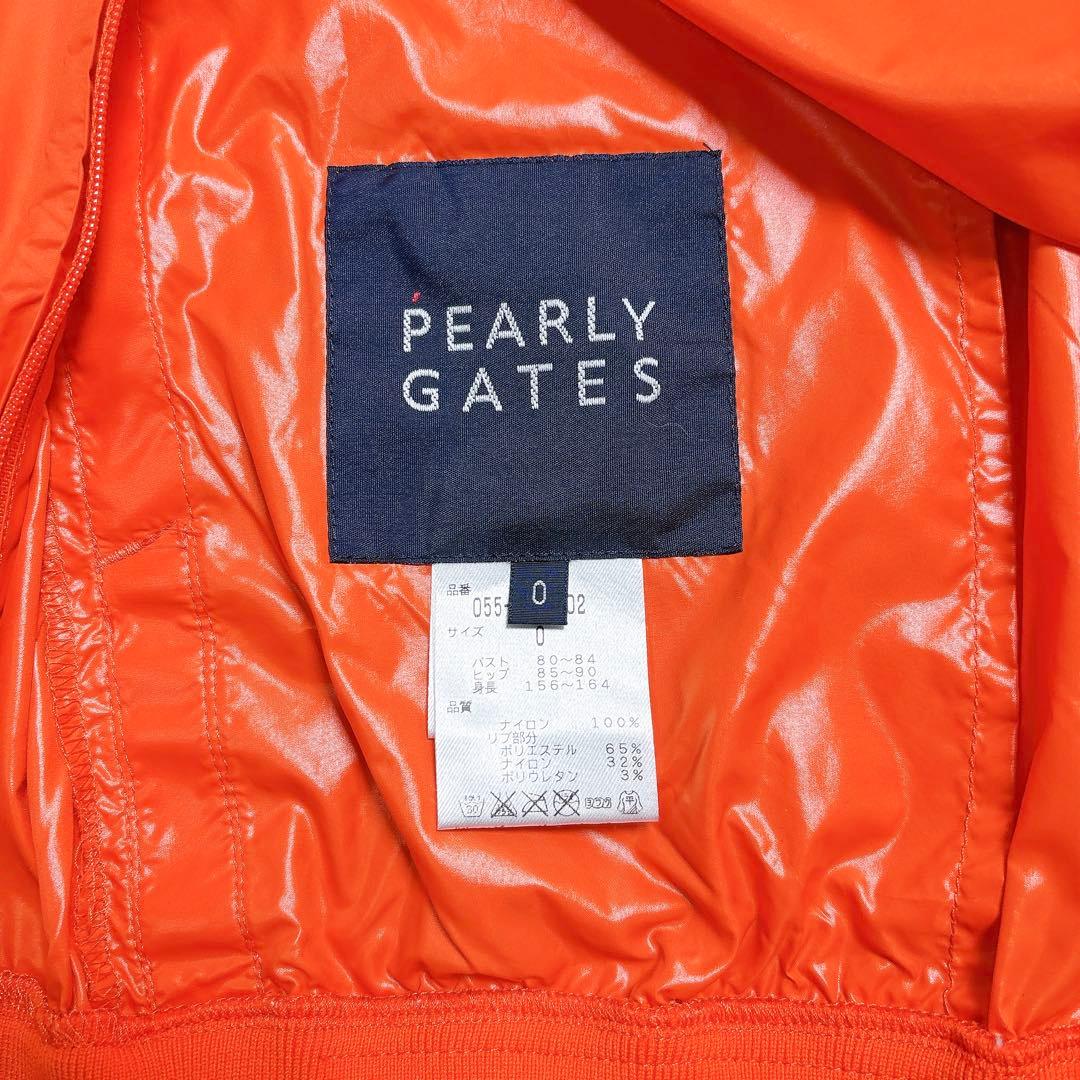 PEARLY
GATES
0
品番
055- 02
サイズ
0
バスト 80~84
ヒップ 85~90
身長 156~164
品質
ナイロン 100%
リブ部分
ポリエステル 65%
ナイロン 32%
ポリウレタン 3%